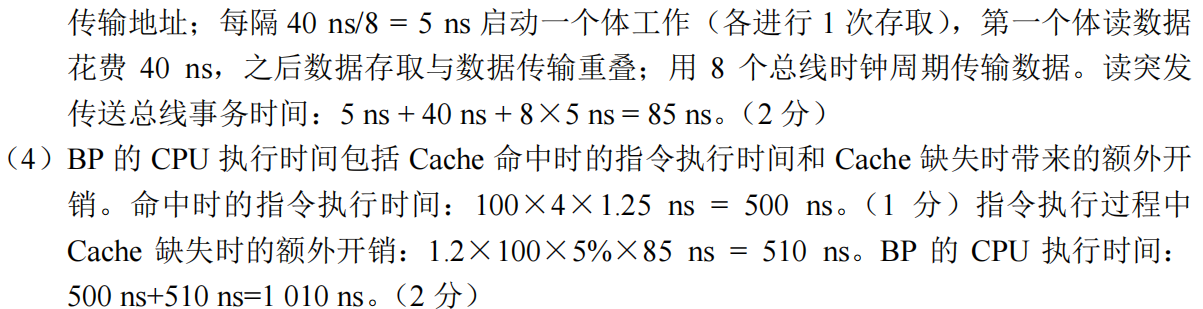 传输地址；每隔 40 ns/8 = 5 ns 启动一个体工作（各进行 1 次存取），第一个体读数据
花费 40 ns，之后数据存取与数据传输重叠；用 8 个总线时钟周期传输数据。读突发
传送总线事务时间：5 ns + 40 ns + 8×5 ns = 85 ns。（2 分）
（4）BP 的 CPU 执行时间包括 Cache 命中时的指令执行时间和 Cache 缺失时带来的额外开
销。命中时的指令执行时间：100×4×1.25 ns = 500 ns。（1 分）指令执行过程中
Cache 缺失时的额外开销：1.2×100×5%×85 ns = 510 ns。BP 的 CPU 执行时间：
500 ns+510 ns=1 010 ns。（2 分）